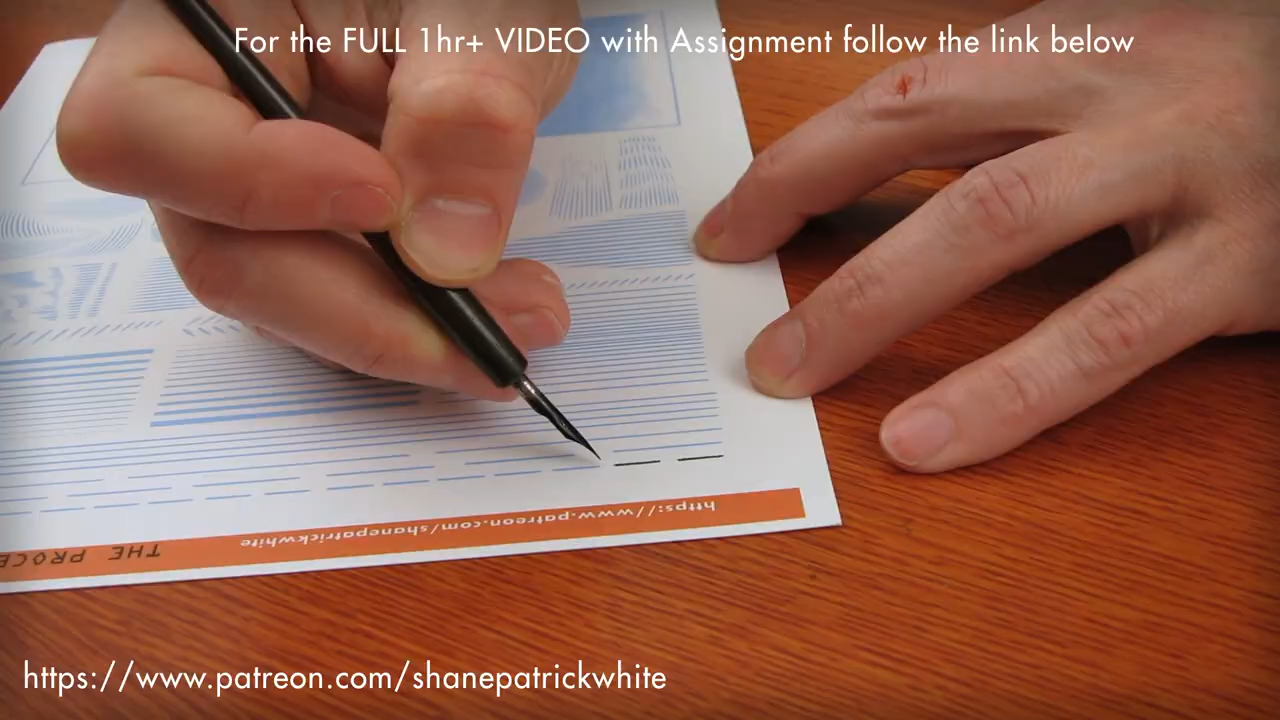 For the FULL 1hr+ VIDEO with Assignment follow the link below
https://www.patreon.com/shanepatrickwhite
THE
https://www.patreon.com/shanepatrickwhite